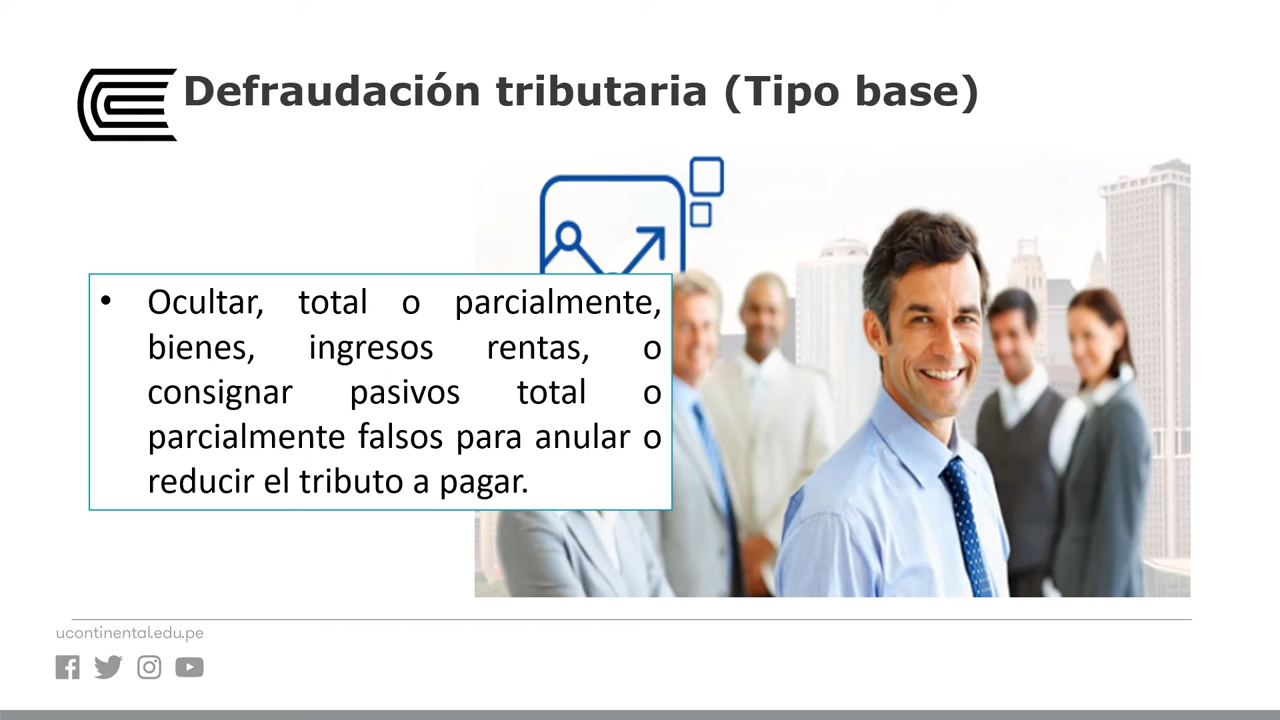 Defraudación tributaria (Tipo base)
• Ocultar, total o parcialmente,
bienes, ingresos rentas, o
consignar pasivos total o
parcialmente falsos para anular o
reducir el tributo a pagar.
ucontinental.edu.pe